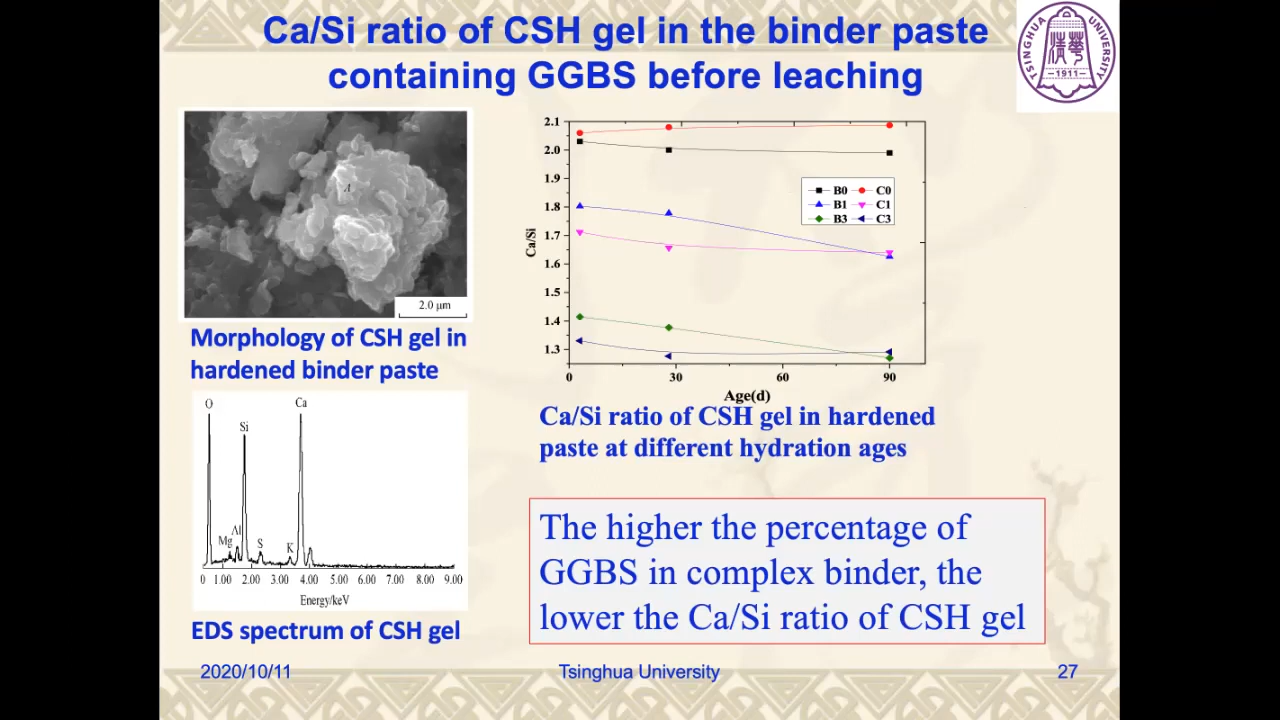 Ca/Si ratio of CSH gel in the binder paste
containing GGBS before leaching
TSINGHUA UNIVERSITY
清華
–1911–
A
2.0 μm
Morphology of CSH gel in
hardened binder paste
O
Ca
Si
Al
Mg
S
K
0 1.00 2.00 3.00 4.00 5.00 6.00 7.00 8.00 9.00
Energy/keV
EDS spectrum of CSH gel
2.1
2.0
1.9
1.8
1.7
1.6
1.5
1.4
1.3
Ca/Si
B0 C0
B1 C1
B3 C3
0 30 60 90
Age(d)
Ca/Si ratio of CSH gel in hardened
paste at different hydration ages
The higher the percentage of
GGBS in complex binder, the
lower the Ca/Si ratio of CSH gel
2020/10/11
Tsinghua University
27